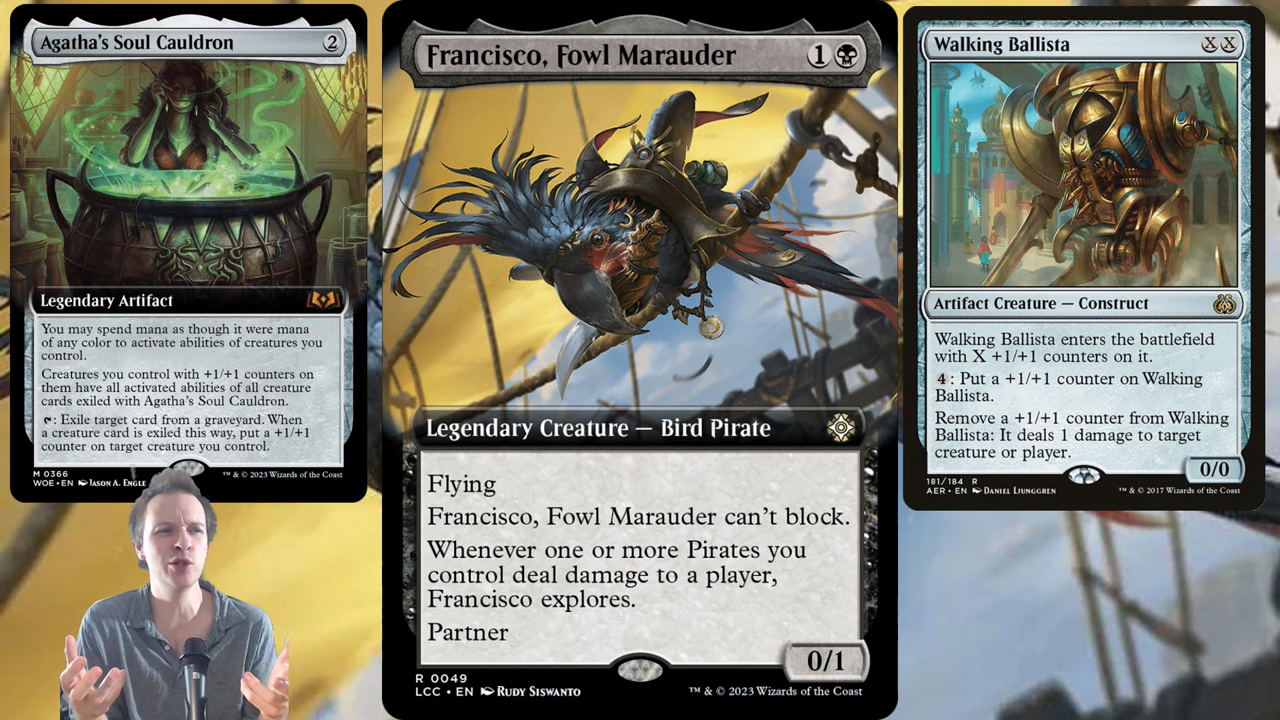 Agatha's Soul Cauldron 2
Legendary Artifact
You may spend mana as though it were mana
of any color to activate abilities of creatures you
control.
Creatures you control with +1/+1 counters on
them have all activated abilities of all creature
cards exiled with Agatha's Soul Cauldron.
: Exile target card from a graveyard. When
a creature card is exiled this way, put a +1/+1
counter on target creature you control.
M 0366
WOE • EN Jason A. Engle
™ & © 2023 Wizards of the Coast
Francisco, Fowl Marauder 1
Legendary Creature — Bird Pirate
Flying
Francisco, Fowl Marauder can't block.
Whenever one or more Pirates you
control deal damage to a player,
Francisco explores.
Partner
0/1
R 0049
LCC • EN Rudy Siswanto
™ & © 2023 Wizards of the Coast
Walking Ballista X X
Artifact Creature — Construct
Walking Ballista enters the battlefield
with X +1/+1 counters on it.
4: Put a +1/+1 counter on Walking
Ballista.
Remove a +1/+1 counter from Walking
Ballista: It deals 1 damage to target
creature or player.
0/0
181/184 R
AER • EN Daniel Ljunggren
™ & © 2017 Wizards of the Coast